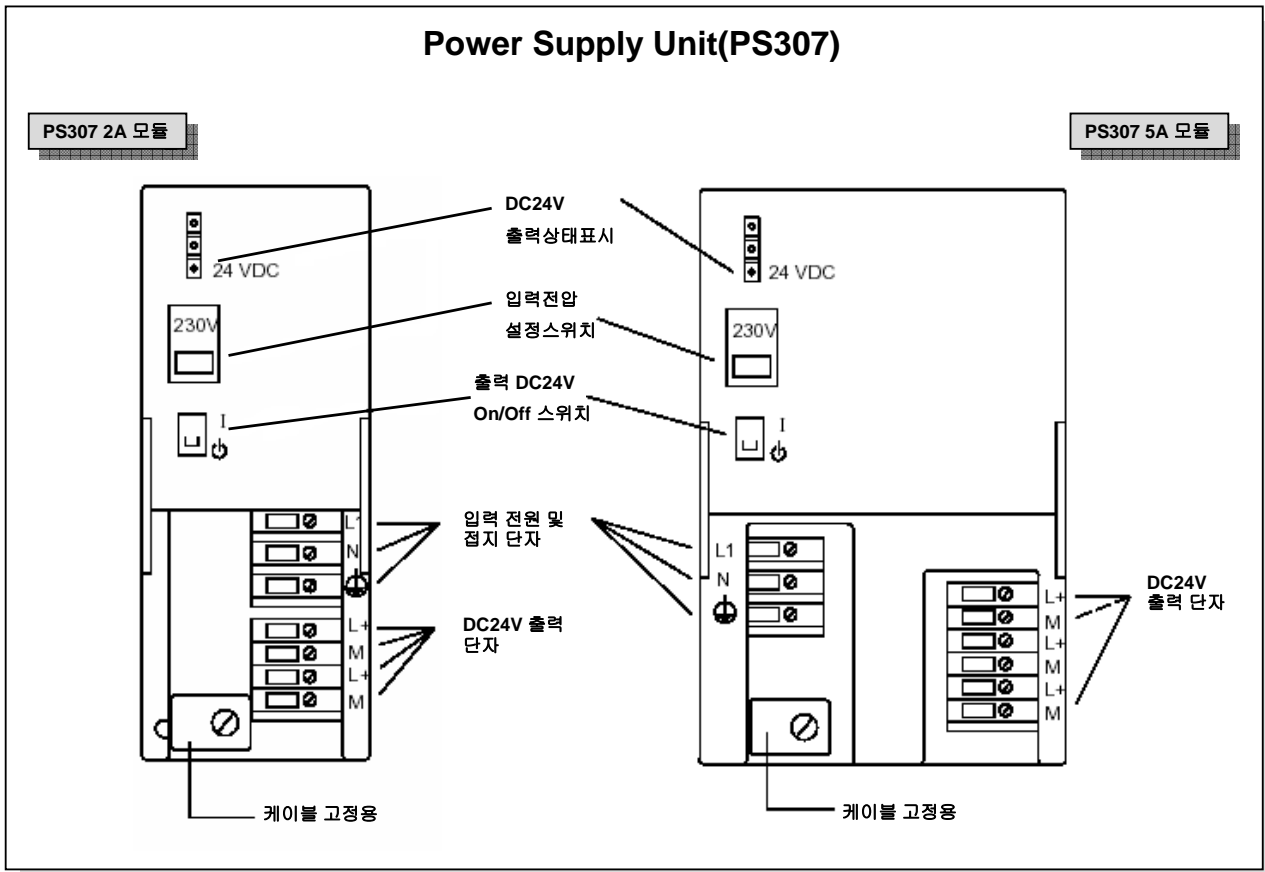 Power Supply Unit(PS307)
PS307 2A 모듈
PS307 5A 모듈
DC24V
출력상태표시
24 VDC
24 VDC
입력전압
설정스위치
230V
230V
출력 DC24V
On/Off 스위치
I
I
입력 전원 및
접지 단자
L1
N
L+
M
L+
M
DC24V 출력
단자
L1
N
L+
M
L+
M
L+
M
DC24V
출력 단자
케이블 고정용
케이블 고정용